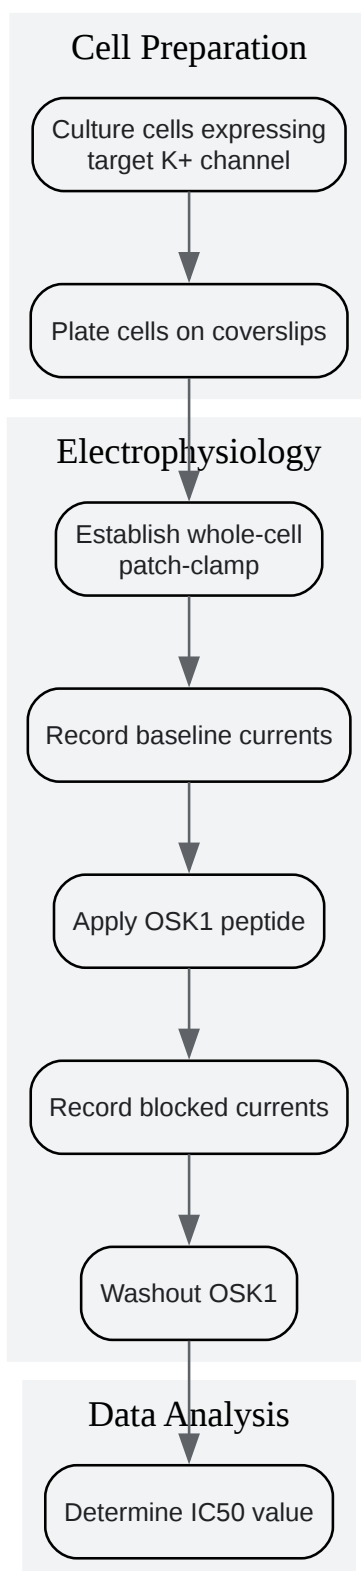 Cell Preparation
Culture cells expressing
target K+ channel
Plate cells on coverslips
Electrophysiology
Establish whole-cell
patch-clamp
Record baseline currents
Apply OSK1 peptide
Record blocked currents
Washout OSK1
Data Analysis
Determine IC50 value